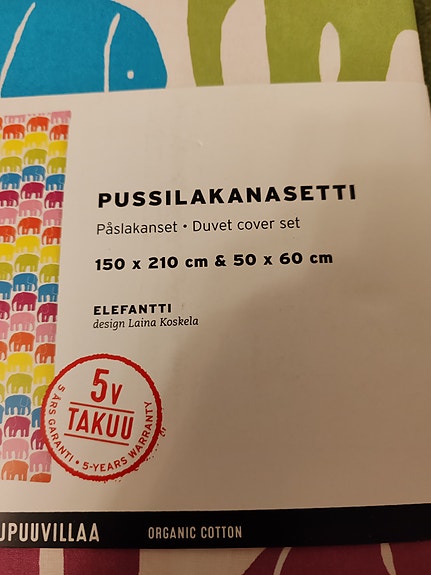 PUSSILAKANASETTI
Påslakanset • Duvet cover set
150 x 210 cm & 50 x 60 cm
ELEFANTTI
design Laina Koskela
5V
TAKUU
5 ÅRS GARANTI • 5-YEARS WARRANTY
ORGANIC COTTON